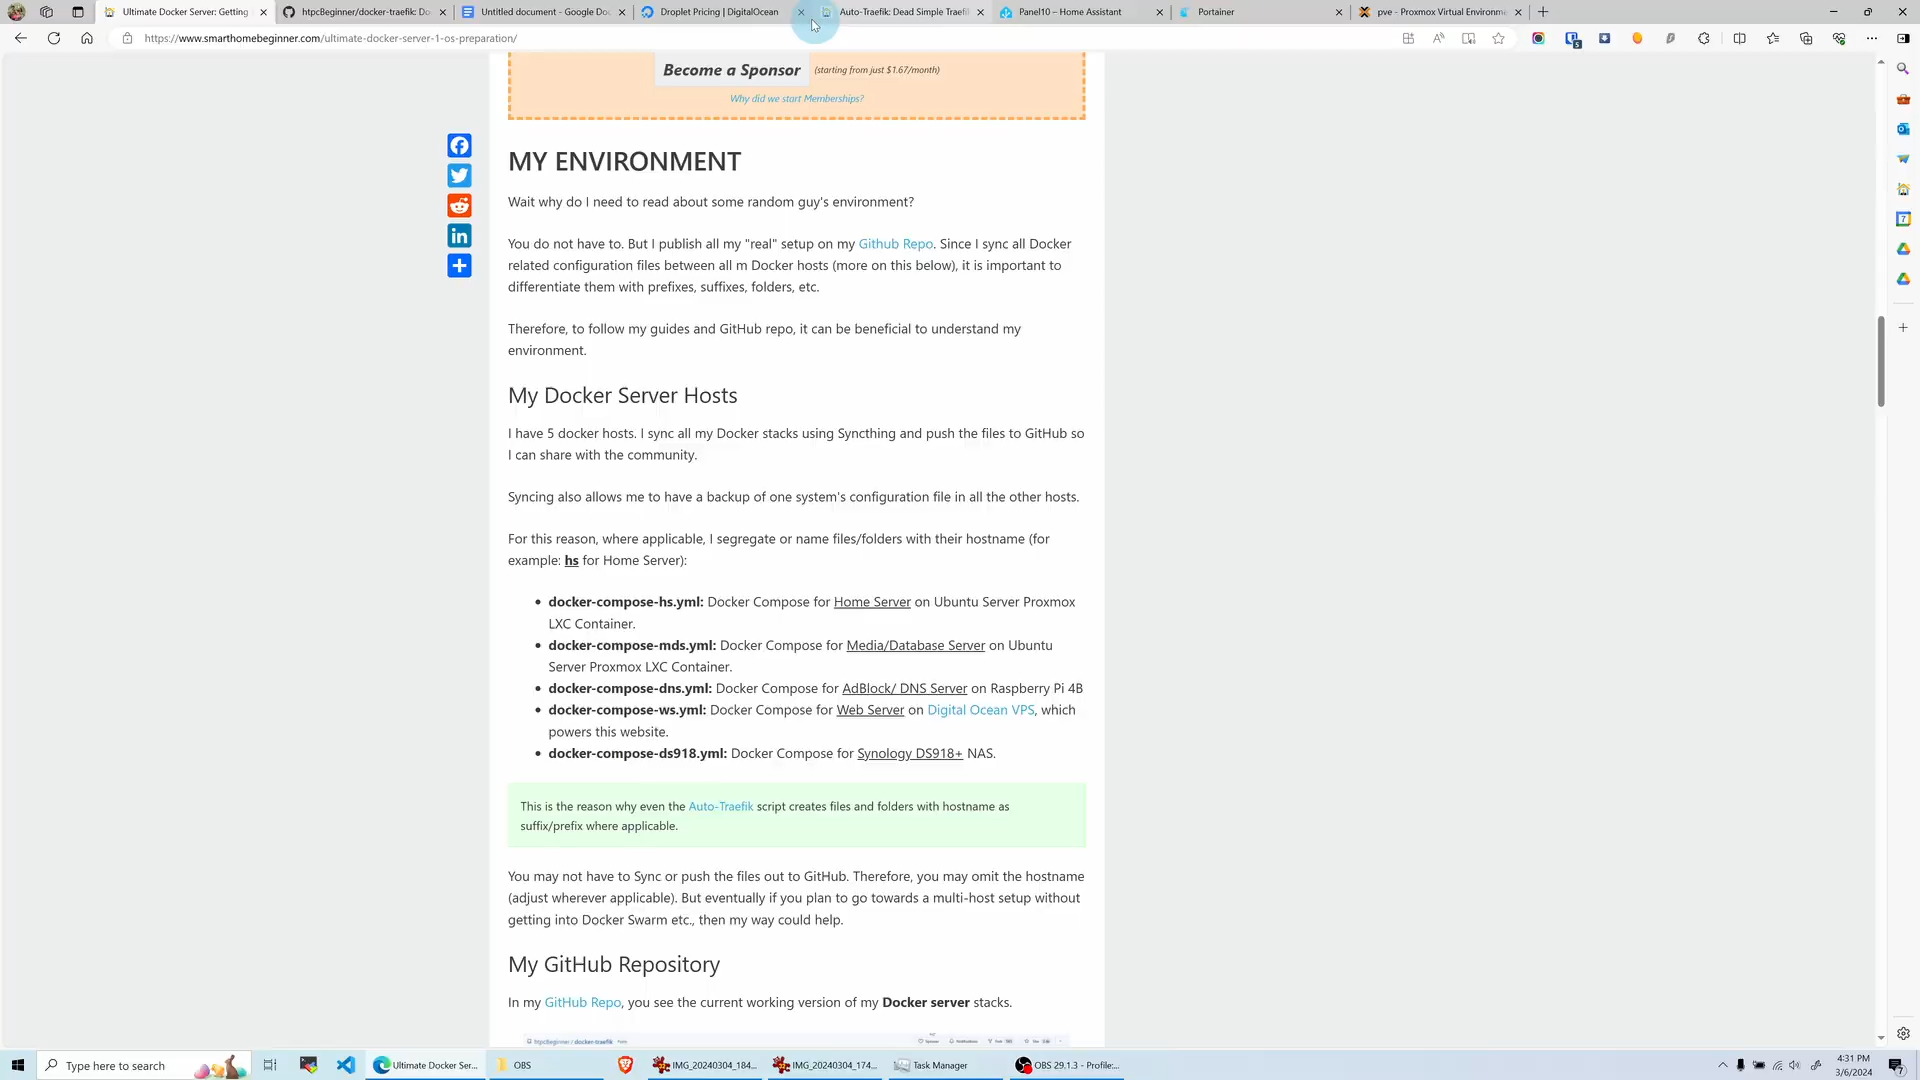 Ultimate Docker Server: Getting
htpcBeginner/docker-traefik: Do
Untitled document - Google Doc
Droplet Pricing | DigitalOcean
Auto-Traefik: Dead Simple Traefi
Panel10 – Home Assistant
Portainer
pve - Proxmox Virtual Environme
https://www.smarthomebeginner.com/ultimate-docker-server-1-os-preparation/
Become a Sponsor (starting from just $1.67/month)
Why did we start Memberships?
MY ENVIRONMENT
Wait why do I need to read about some random guy's environment?
You do not have to. But I publish all my "real" setup on my Github Repo. Since I sync all Docker
related configuration files between all m Docker hosts (more on this below), it is important to
differentiate them with prefixes, suffixes, folders, etc.
Therefore, to follow my guides and GitHub repo, it can be beneficial to understand my
environment.
My Docker Server Hosts
I have 5 docker hosts. I sync all my Docker stacks using Syncthing and push the files to GitHub so
I can share with the community.
Syncing also allows me to have a backup of one system's configuration file in all the other hosts.
For this reason, where applicable, I segregate or name files/folders with their hostname (for
example: hs for Home Server):
• docker-compose-hs.yml: Docker Compose for Home Server on Ubuntu Server Proxmox
LXC Container.
• docker-compose-mds.yml: Docker Compose for Media/Database Server on Ubuntu
Server Proxmox LXC Container.
• docker-compose-dns.yml: Docker Compose for AdBlock/ DNS Server on Raspberry Pi 4B
• docker-compose-ws.yml: Docker Compose for Web Server on Digital Ocean VPS, which
powers this website.
• docker-compose-ds918.yml: Docker Compose for Synology DS918+ NAS.
This is the reason why even the Auto-Traefik script creates files and folders with hostname as
suffix/prefix where applicable.
You may not have to Sync or push the files out to GitHub. Therefore, you may omit the hostname
(adjust wherever applicable). But eventually if you plan to go towards a multi-host setup without
getting into Docker Swarm etc., then my way could help.
My GitHub Repository
In my GitHub Repo, you see the current working version of my Docker server stacks.
htpcBeginner / docker-traefik
Type here to search
Ultimate Docker Ser...
OBS
IMG_20240304_184...
IMG_20240304_174...
Task Manager
OBS 29.1.3 - Profile:...
4:31 PM
3/6/2024